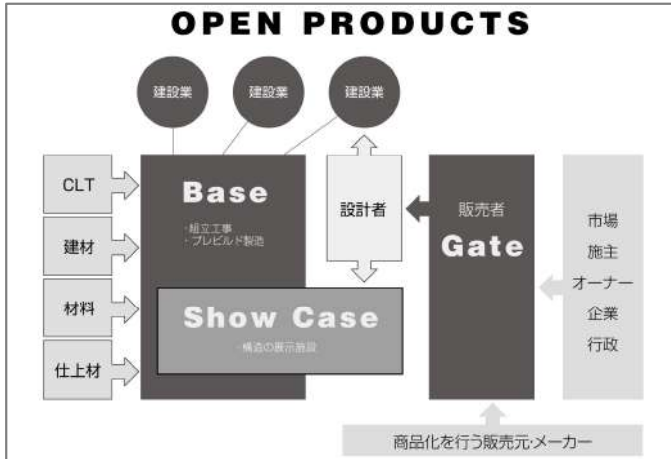 OPEN PRODUCTS
建設業
建設業
建設業
CLT
建材
材料
仕上材
Base
・組立工事
・プレビルド製造
Show Case
・構造の展示施設
設計者
販売者
Gate
市場
施主
オーナー
企業
行政
商品化を行う販売元・メーカー